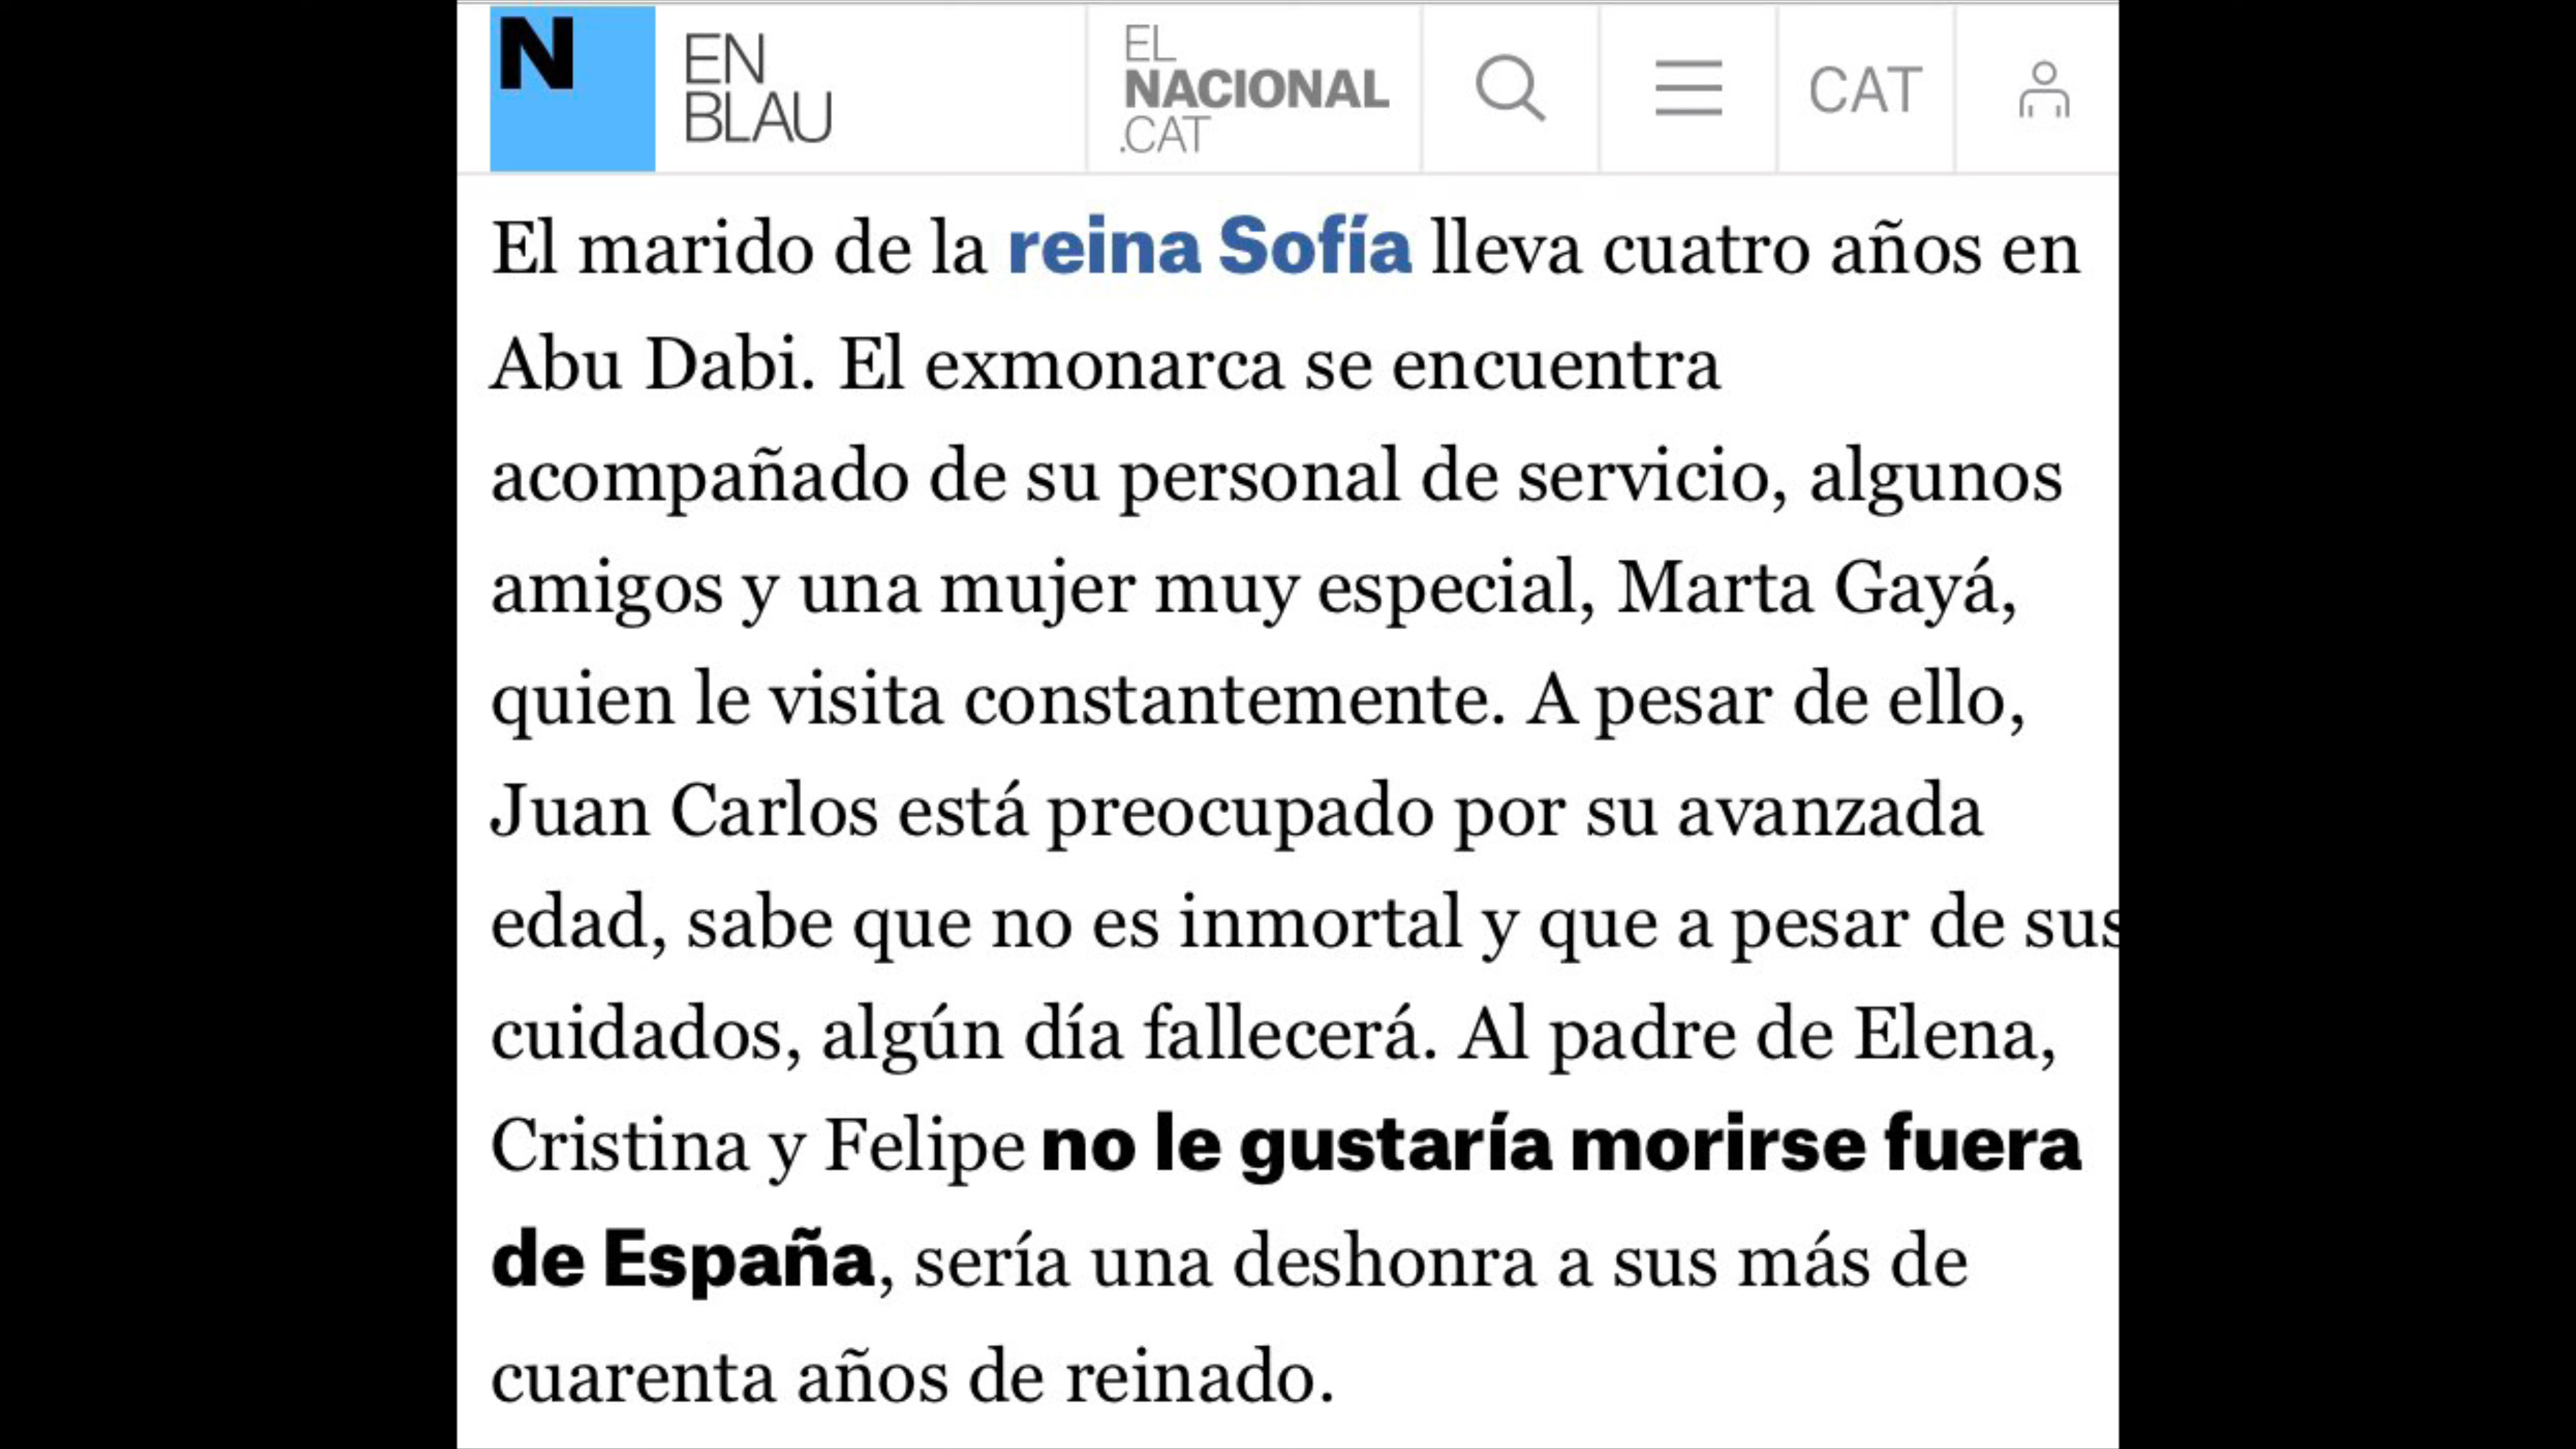 N
EN
BLAU
EL
NACIONAL
.CAT
CAT
El marido de la reina Sofía lleva cuatro años en
Abu Dabi. El exmonarca se encuentra
acompañado de su personal de servicio, algunos
amigos y una mujer muy especial, Marta Gayá,
quien le visita constantemente. A pesar de ello,
Juan Carlos está preocupado por su avanzada
edad, sabe que no es inmortal y que a pesar de sus
cuidados, algún día fallecerá. Al padre de Elena,
Cristina y Felipe no le gustaría morirse fuera
de España, sería una deshonra a sus más de
cuarenta años de reinado.